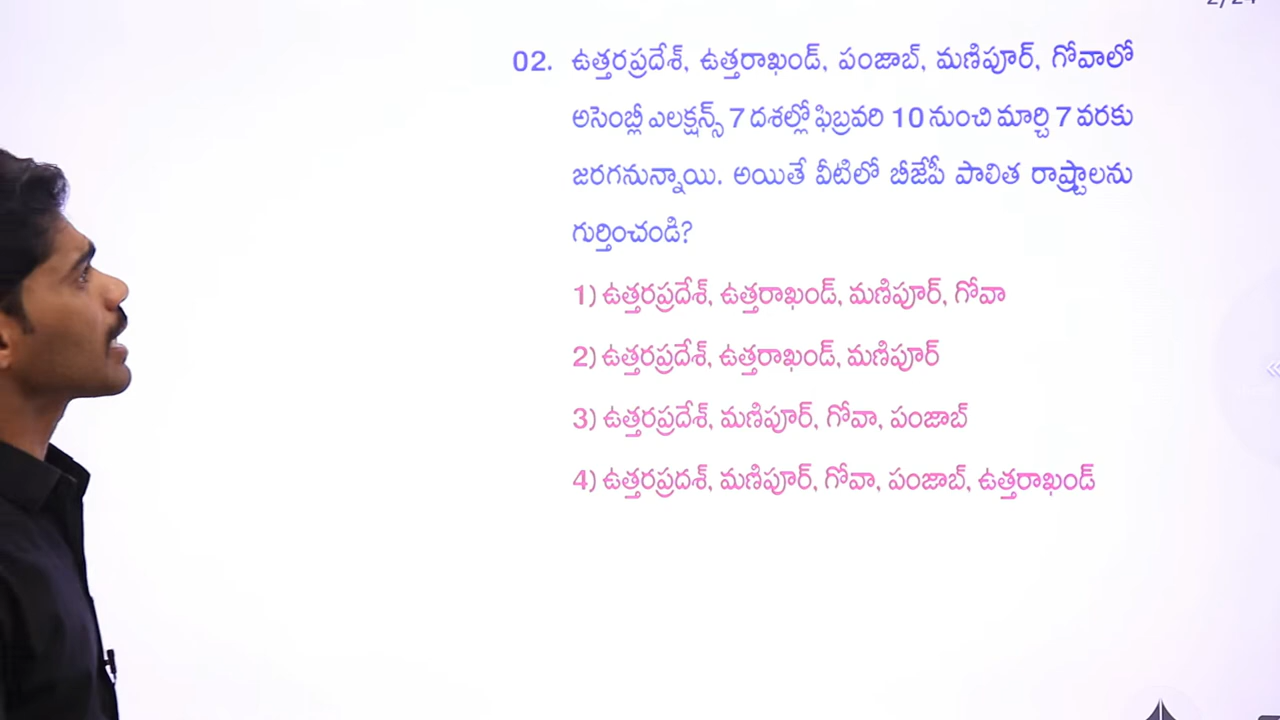 02. ఉత్తరప్రదేశ్, ఉత్తరాఖండ్, పంజాబ్, మణిపూర్, గోవాలో
అసెంబ్లీ ఎలక్షన్స్ 7 దశల్లో ఫిబ్రవరి 10 నుంచి మార్చి 7 వరకు
జరగనున్నాయి. అయితే వీటిలో బీజేపీ పాలిత రాష్ట్రాలను
గుర్తించండి?
1) ఉత్తరప్రదేశ్, ఉత్తరాఖండ్, మణిపూర్, గోవా
2) ఉత్తరప్రదేశ్, ఉత్తరాఖండ్, మణిపూర్
3) ఉత్తరప్రదేశ్, మణిపూర్, గోవా, పంజాబ్
4) ఉత్తరప్రదశ్, మణిపూర్, గోవా, పంజాబ్, ఉత్తరాఖండ్